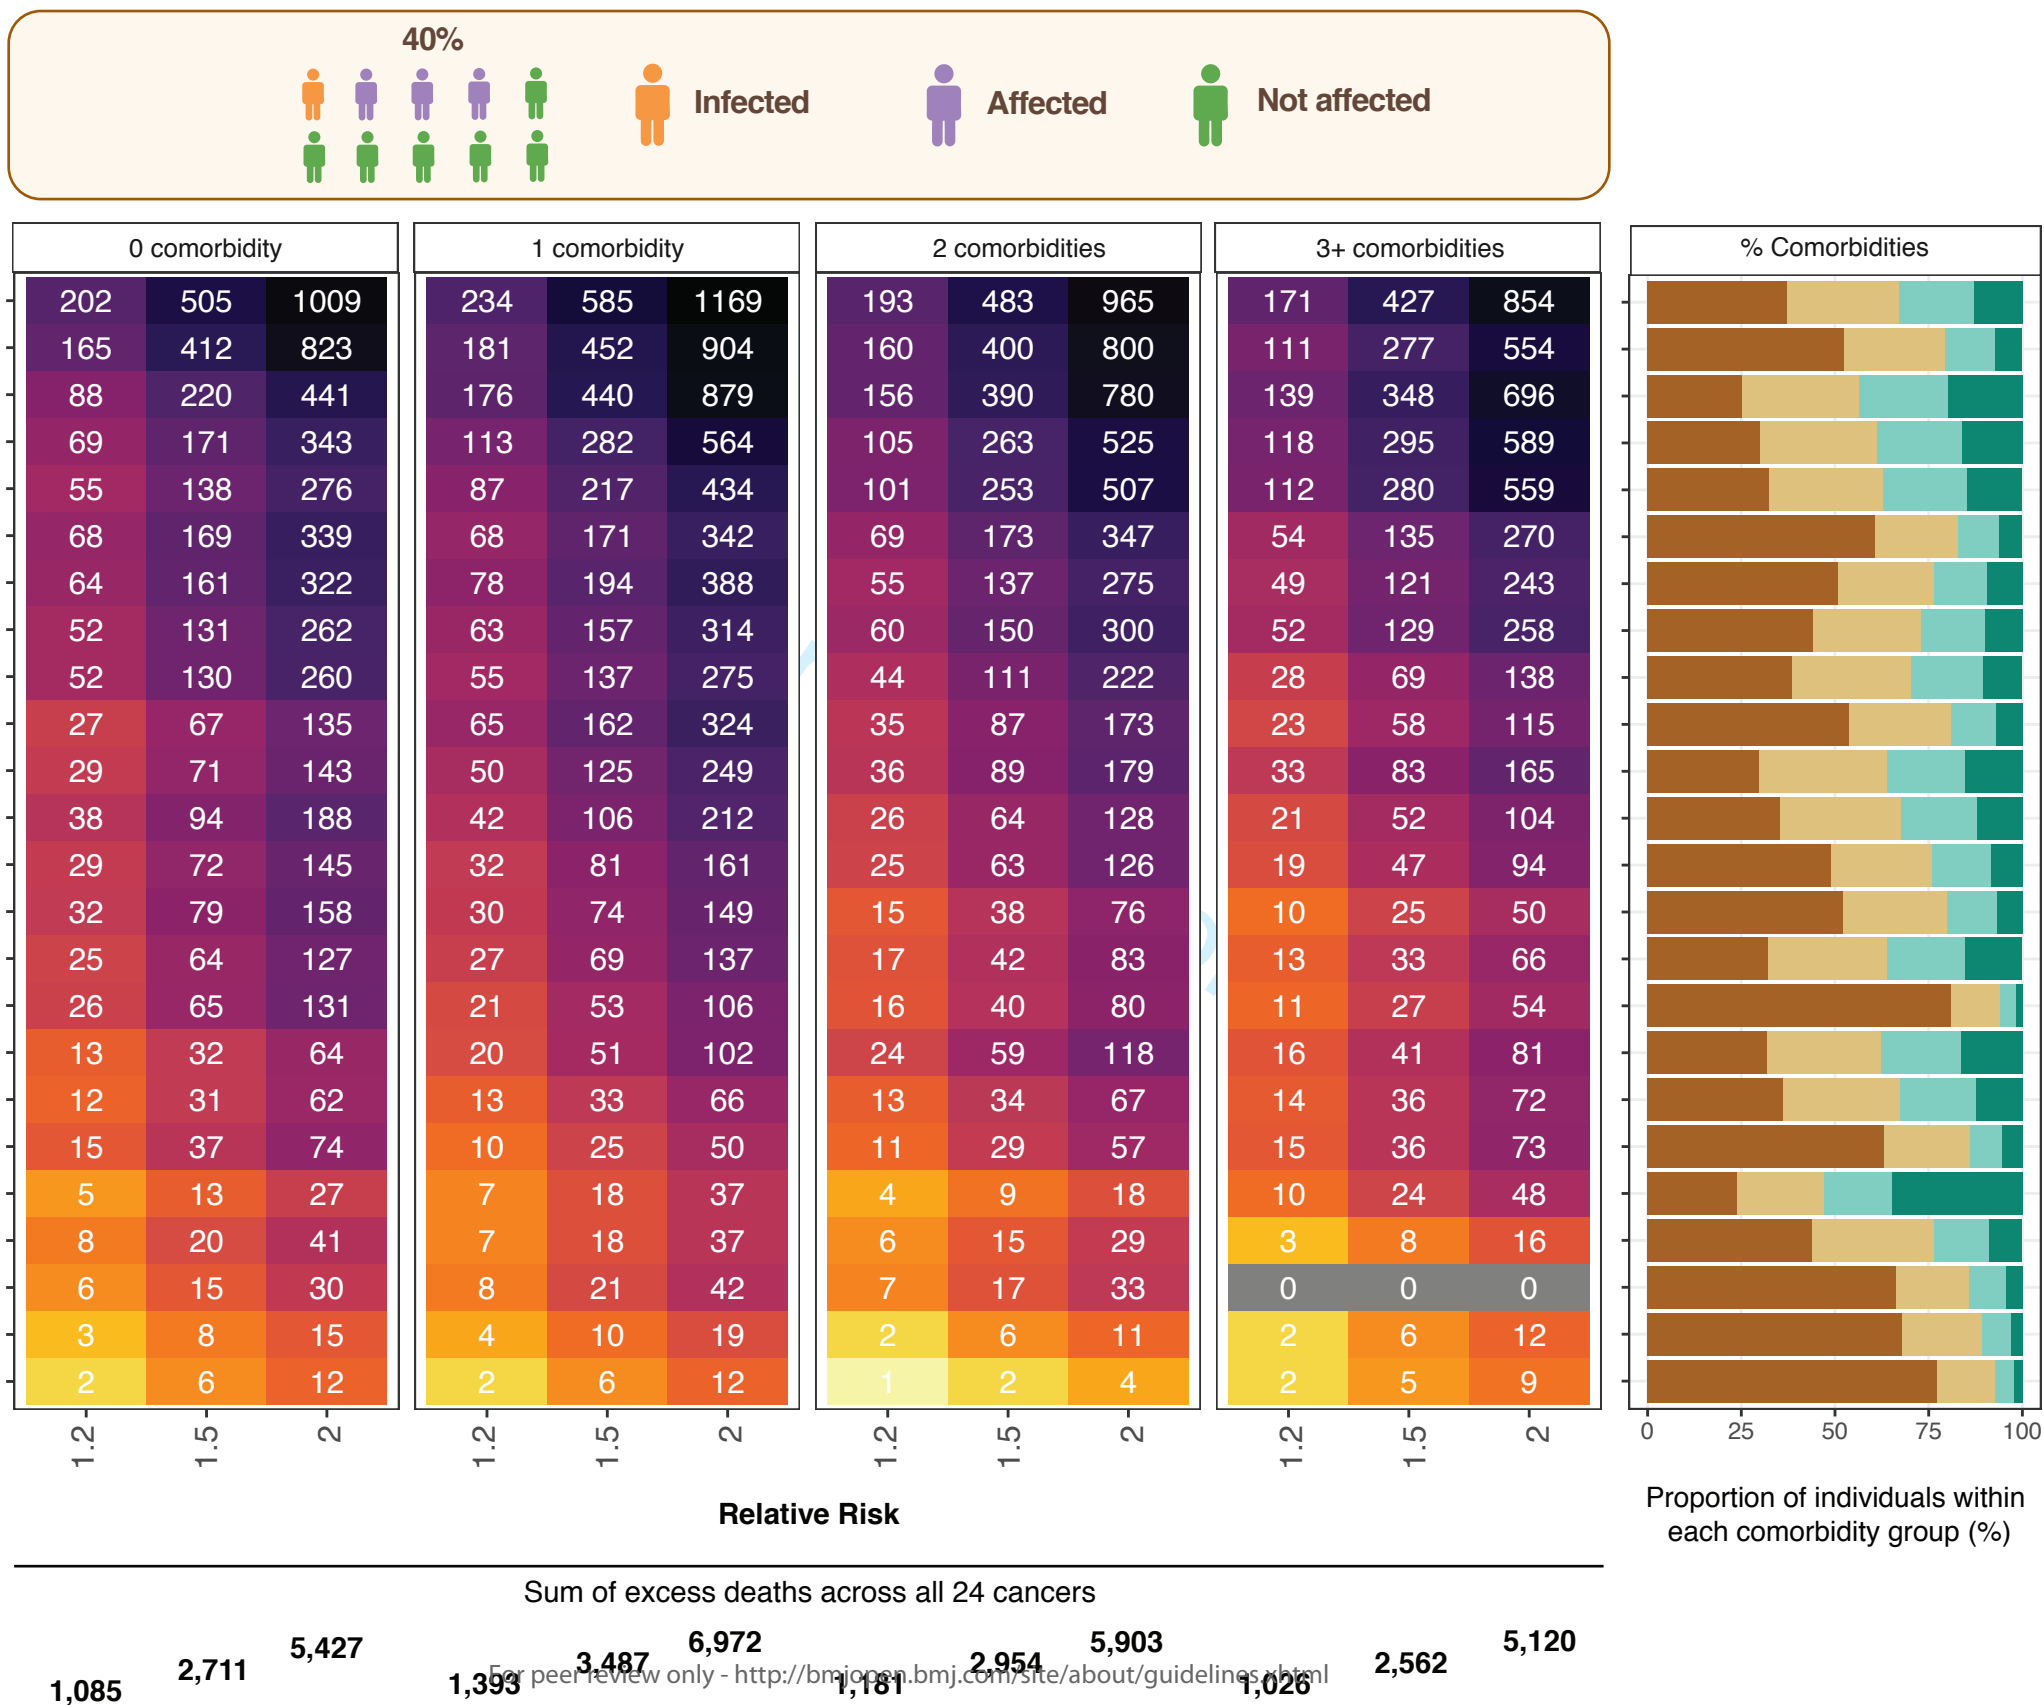 40%
Infected
Affected
Not affected
0 comorbidity 1 comorbidity 2 comorbidities 3+ comorbidities % Comorbidities
202 505 1009 234 585 1169 193 483 965 171 427 854
165 412 823 181 452 904 160 400 800 111 277 554
88 220 441 176 440 879 156 390 780 139 348 696
69 171 343 113 282 564 105 263 525 118 295 589
55 138 276 87 217 434 101 253 507 112 280 559
68 169 339 68 171 342 69 173 347 54 135 270
64 161 322 78 194 388 55 137 275 49 121 243
52 131 262 63 157 314 60 150 300 52 129 258
52 130 260 55 137 275 44 111 222 28 69 138
27 67 135 65 162 324 35 87 173 23 58 115
29 71 143 50 125 249 36 89 179 33 83 165
38 94 188 42 106 212 26 64 128 21 52 104
29 72 145 32 81 161 25 63 126 19 47 94
32 79 158 30 74 149 15 38 76 10 25 50
25 64 127 27 69 137 17 42 83 13 33 66
26 65 131 21 53 106 16 40 80 11 27 54
13 32 64 20 51 102 24 59 118 16 41 81
12 31 62 13 33 66 13 34 67 14 36 72
15 37 74 10 25 50 11 29 57 15 36 73
5 13 27 7 18 37 4 9 18 10 24 48
8 20 41 7 18 37 6 15 29 3 8 16
6 15 30 8 21 42 7 17 33 0 0 0
3 8 15 4 10 19 2 6 11 2 6 12
2 6 12 2 6 12 1 2 4 2 5 9
1.2 1.5 2 1.2 1.5 2 1.2 1.5 2 1.2 1.5 2 0 25 50 75 100
Relative Risk
Proportion of individuals within
each comorbidity group (%)
Sum of excess deaths across all 24 cancers
1,085 2,711 5,427 1,393 3,487 6,972 1,181 2,954 5,903 1,026 2,562 5,120
For peer review only - http://bmjopen.bmj.com/site/about/guidelines.xhtml